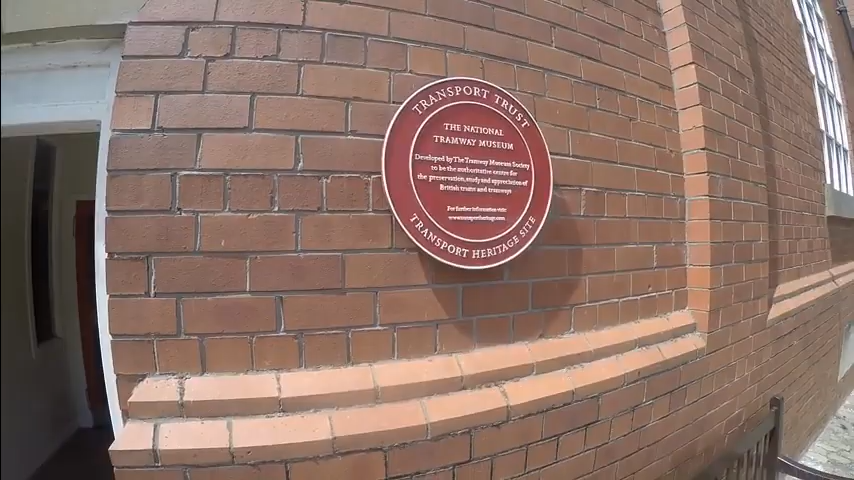 TRANSPORT TRUST
THE NATIONAL
TRAMWAY MUSEUM
Developed by The Tramway Museum Society
to be the authoritative centre for
the preservation, study and appreciation of
British trams and tramways
For further information visit:
www.transportheritage.com
TRANSPORT HERITAGE SITE